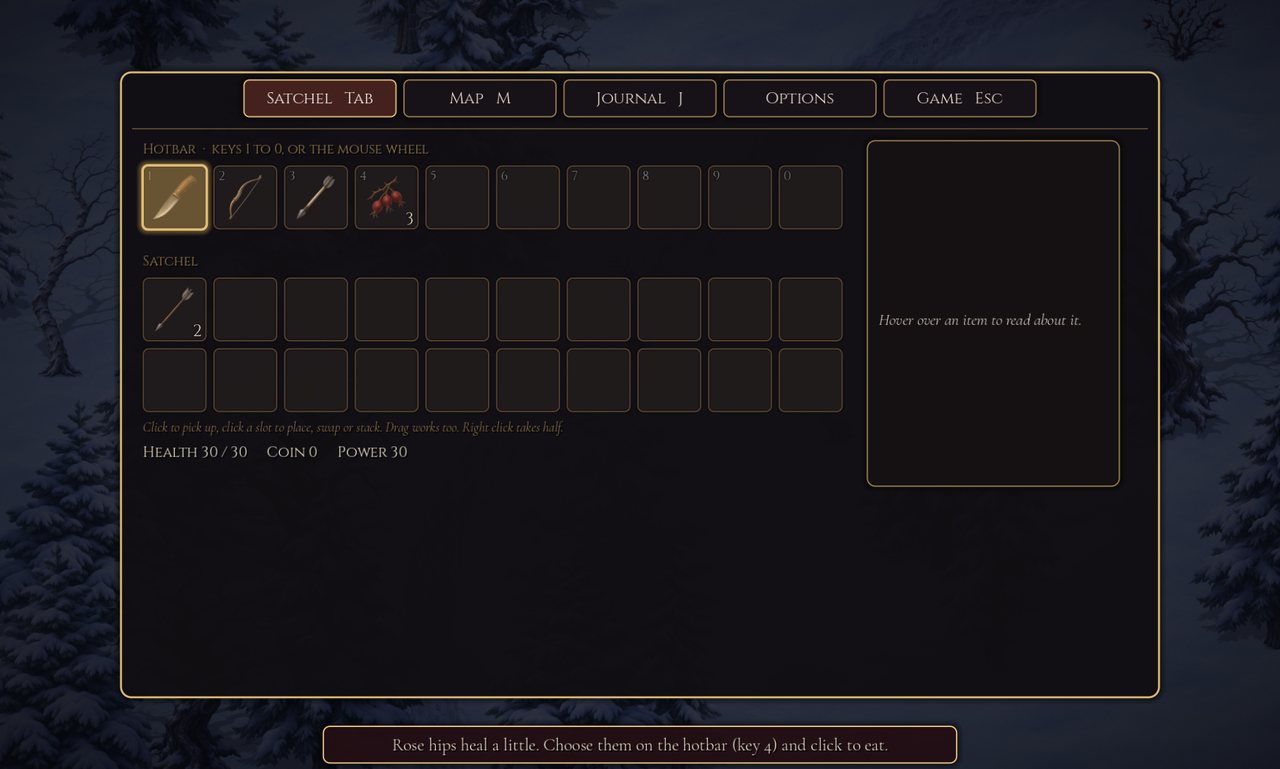 Satchel Tab
Map M
Journal J
Options
Game Esc
Hotbar · keys 1 to 0, or the mouse wheel
1 2 3 4 5 6 7 8 9 0
3
Satchel
2
Hover over an item to read about it.
Click to pick up, click a slot to place, swap or stack. Drag works too. Right click takes half.
Health 30 / 30 Coin 0 Power 30
Rose hips heal a little. Choose them on the hotbar (key 4) and click to eat.